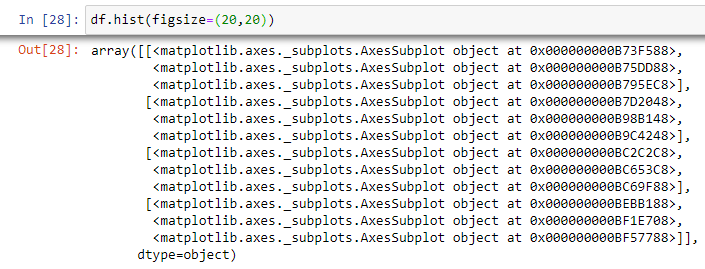 In [28]: df.hist(figsize=(20,20))
Out[28]: array([[<matplotlib.axes._subplots.AxesSubplot object at 0x000000000B73F588>,
<matplotlib.axes._subplots.AxesSubplot object at 0x000000000B75DD88>,
<matplotlib.axes._subplots.AxesSubplot object at 0x000000000B795EC8>],
[<matplotlib.axes._subplots.AxesSubplot object at 0x000000000B7D2048>,
<matplotlib.axes._subplots.AxesSubplot object at 0x000000000B98B148>,
<matplotlib.axes._subplots.AxesSubplot object at 0x000000000B9C4248>],
[<matplotlib.axes._subplots.AxesSubplot object at 0x000000000BC2C2C8>,
<matplotlib.axes._subplots.AxesSubplot object at 0x000000000BC653C8>,
<matplotlib.axes._subplots.AxesSubplot object at 0x000000000BC69F88>],
[<matplotlib.axes._subplots.AxesSubplot object at 0x000000000BEBB188>,
<matplotlib.axes._subplots.AxesSubplot object at 0x000000000BF1E708>,
<matplotlib.axes._subplots.AxesSubplot object at 0x000000000BF57788>]],
dtype=object)